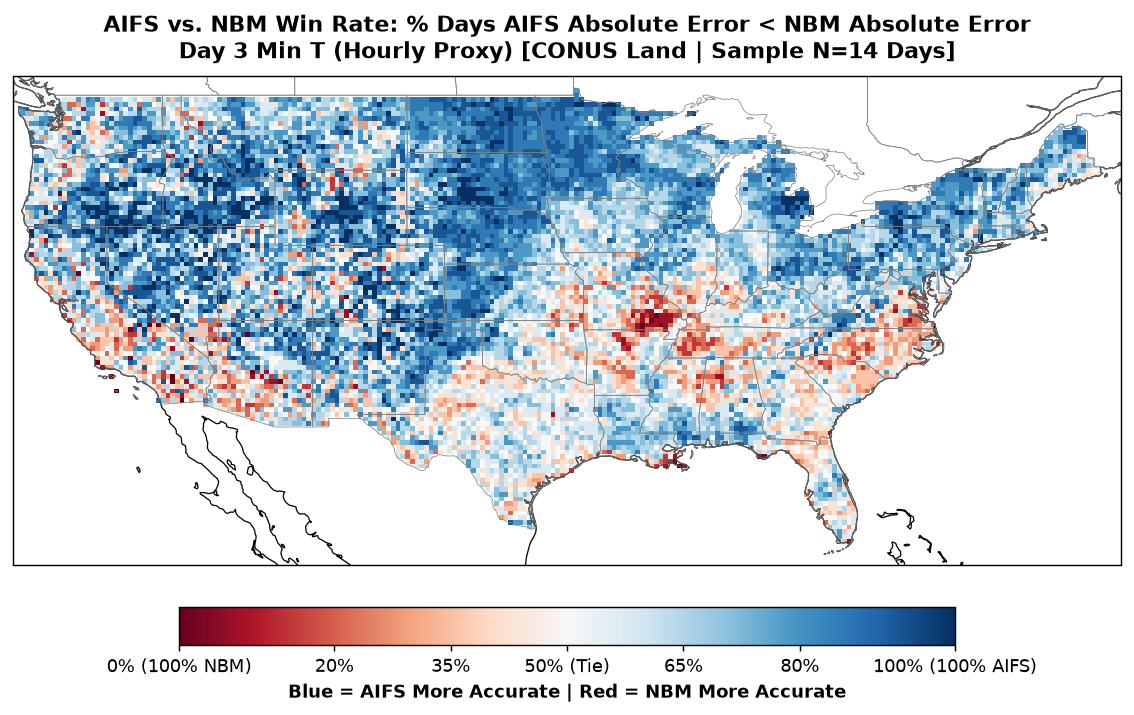 AIFS vs. NBM Win Rate: % Days AIFS Absolute Error < NBM Absolute Error
Day 3 Min T (Hourly Proxy) [CONUS Land | Sample N=14 Days]
0% (100% NBM) 20% 35% 50% (Tie) 65% 80% 100% (100% AIFS)
Blue = AIFS More Accurate | Red = NBM More Accurate